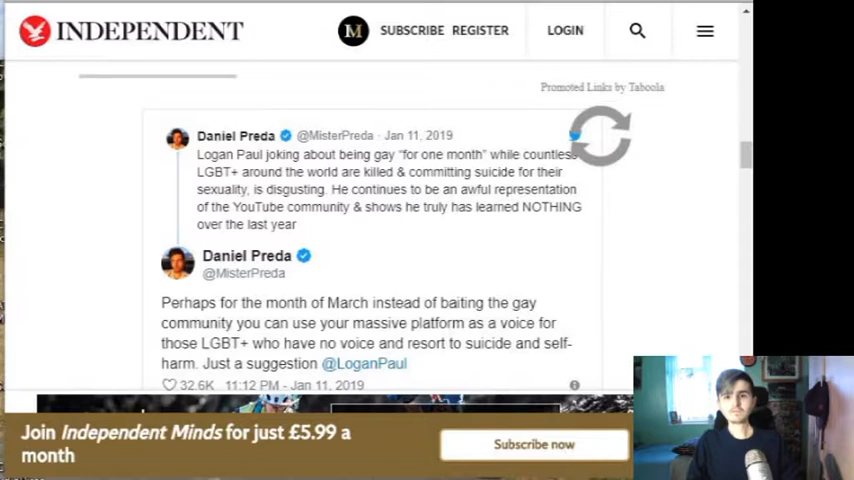 INDEPENDENT
M SUBSCRIBE REGISTER LOGIN
Promoted Links by Taboola
Daniel Preda @MisterPreda · Jan 11, 2019
Logan Paul joking about being gay "for one month" while countless
LGBT+ around the world are killed & committing suicide for their
sexuality, is disgusting. He continues to be an awful representation
of the YouTube community & shows he truly has learned NOTHING
over the last year
Daniel Preda
@MisterPreda
Perhaps for the month of March instead of baiting the gay
community you can use your massive platform as a voice for
those LGBT+ who have no voice and resort to suicide and self-
harm. Just a suggestion @LoganPaul
32.6K 11:12 PM - Jan 11, 2019
Join Independent Minds for just £5.99 a
month
Subscribe now